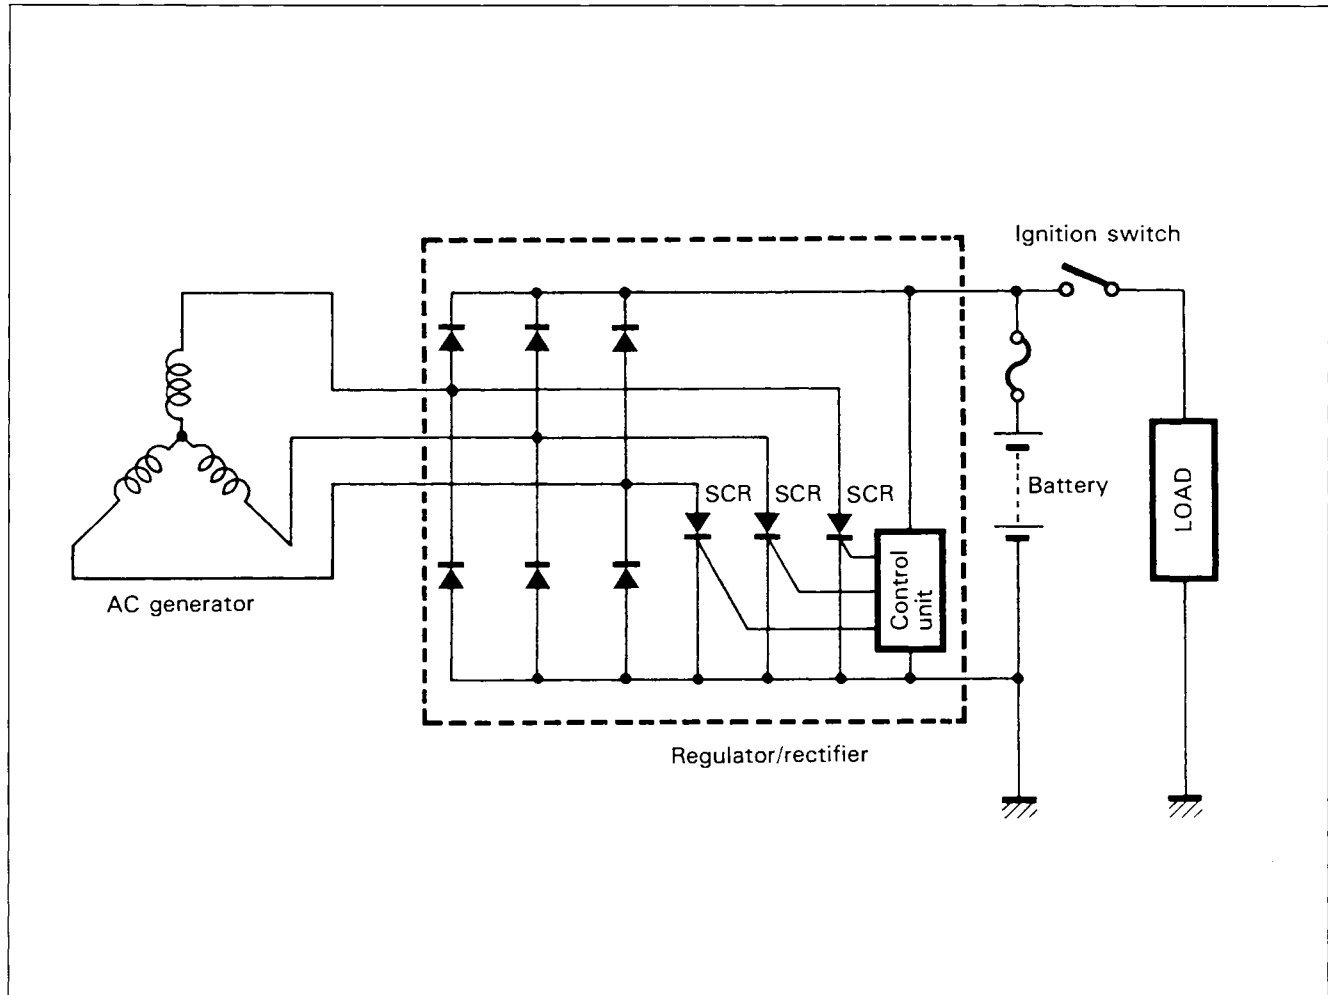 Ignition switch
SCR SCR SCR
Battery
LOAD
Control
unit
AC generator
Regulator/rectifier